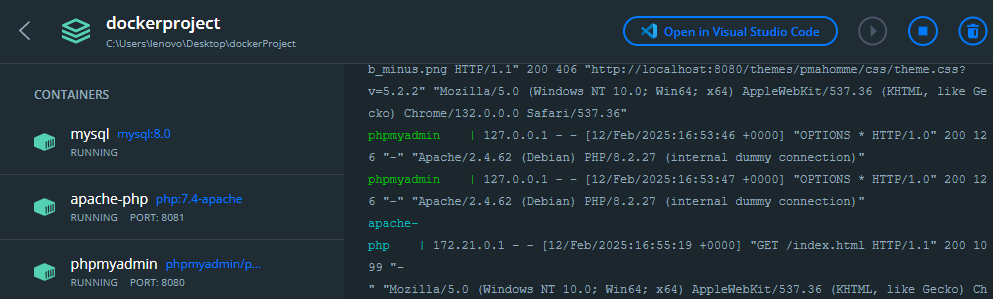 dockerproject
C:\Users\lenovo\Desktop\dockerProject
Open in Visual Studio Code
CONTAINERS
mysql mysql:8.0
RUNNING
apache-php php:7.4-apache
RUNNING PORT: 8081
phpmyadmin phpmyadmin/p...
RUNNING PORT: 8080
b_minus.png HTTP/1.1" 200 406 "http://localhost:8080/themes/pmahomme/css/theme.css?
v=5.2.2" "Mozilla/5.0 (Windows NT 10.0; Win64; x64) AppleWebKit/537.36 (KHTML, like Ge
cko) Chrome/132.0.0.0 Safari/537.36"
phpmyadmin | 127.0.0.1 - - [12/Feb/2025:16:53:46 +0000] "OPTIONS * HTTP/1.0" 200 12
6 "-" "Apache/2.4.62 (Debian) PHP/8.2.27 (internal dummy connection)"
phpmyadmin | 127.0.0.1 - - [12/Feb/2025:16:53:47 +0000] "OPTIONS * HTTP/1.0" 200 12
6 "-" "Apache/2.4.62 (Debian) PHP/8.2.27 (internal dummy connection)"
apache-
php | 172.21.0.1 - - [12/Feb/2025:16:55:19 +0000] "GET /index.html HTTP/1.1" 200 10
99 "-
" "Mozilla/5.0 (Windows NT 10.0; Win64; x64) AppleWebKit/537.36 (KHTML, like Gecko) Ch